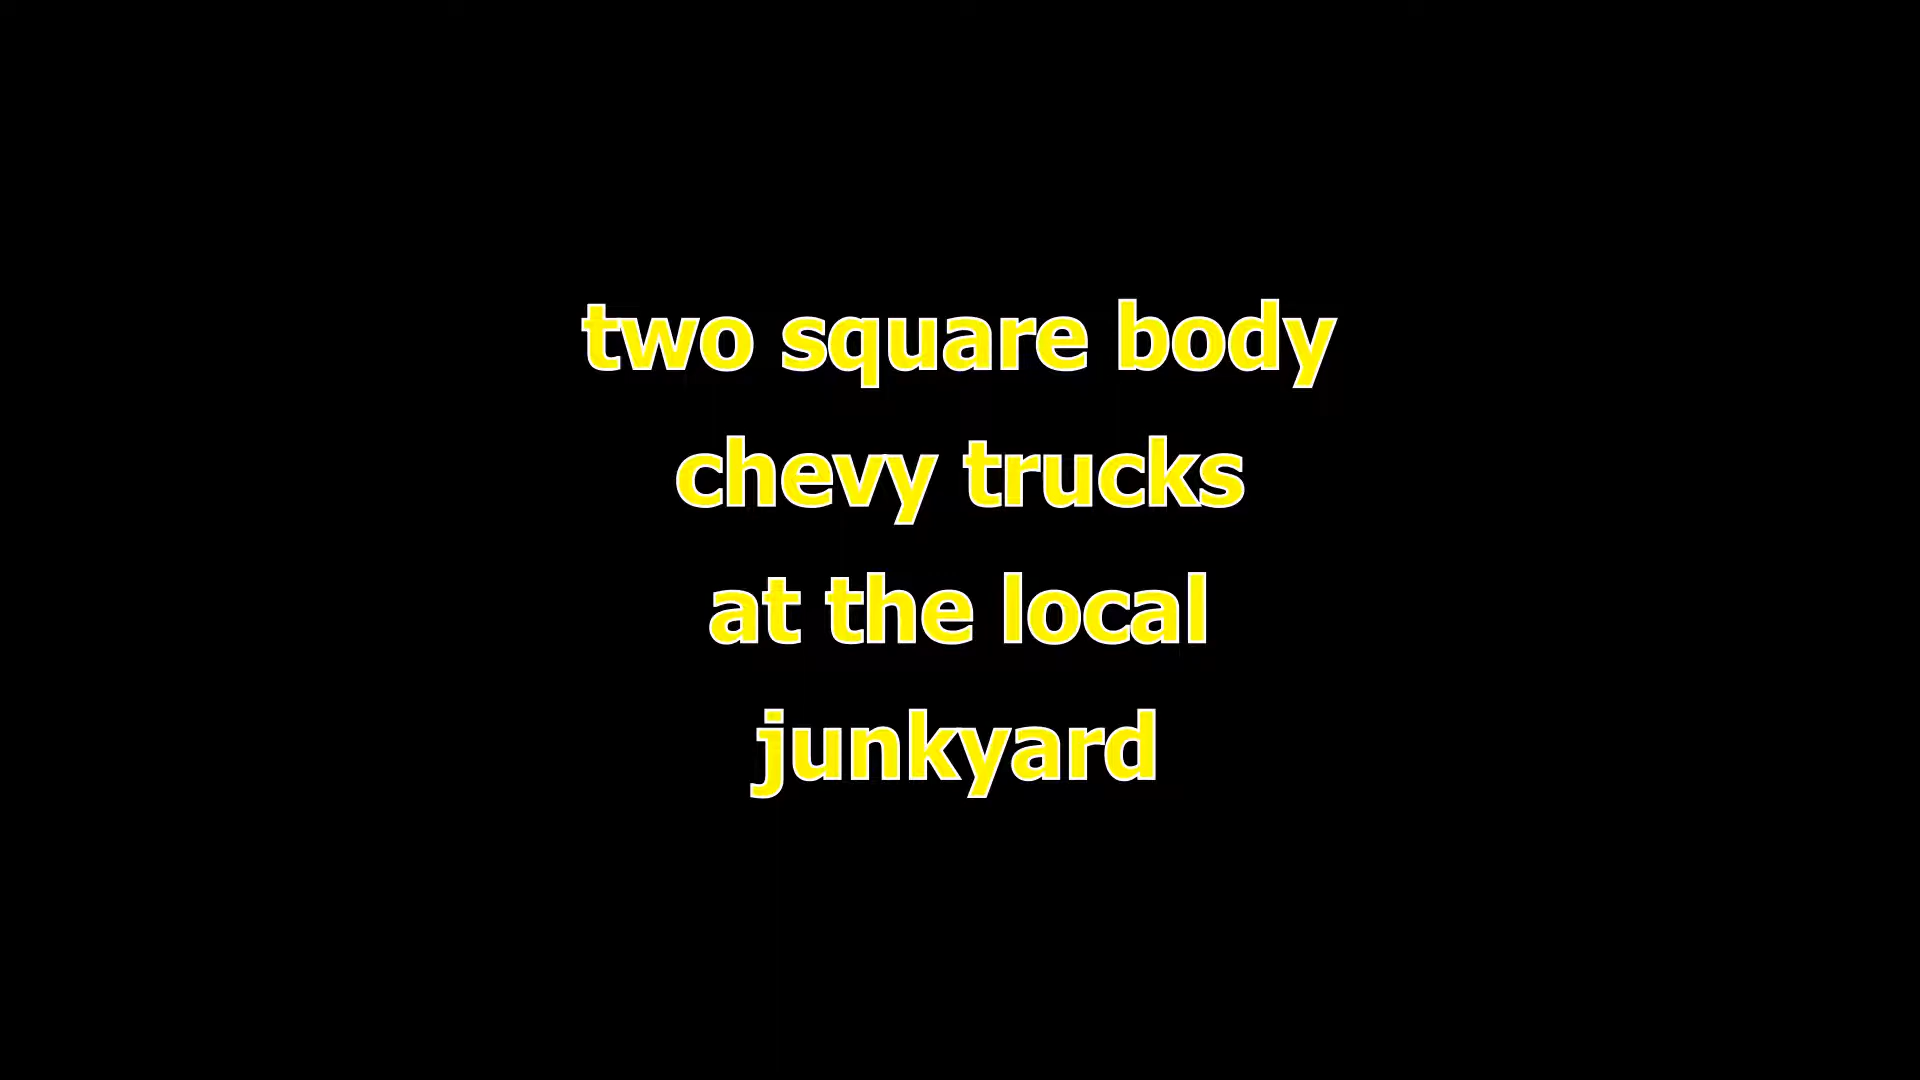 two square body
chevy trucks
at the local
junkyard